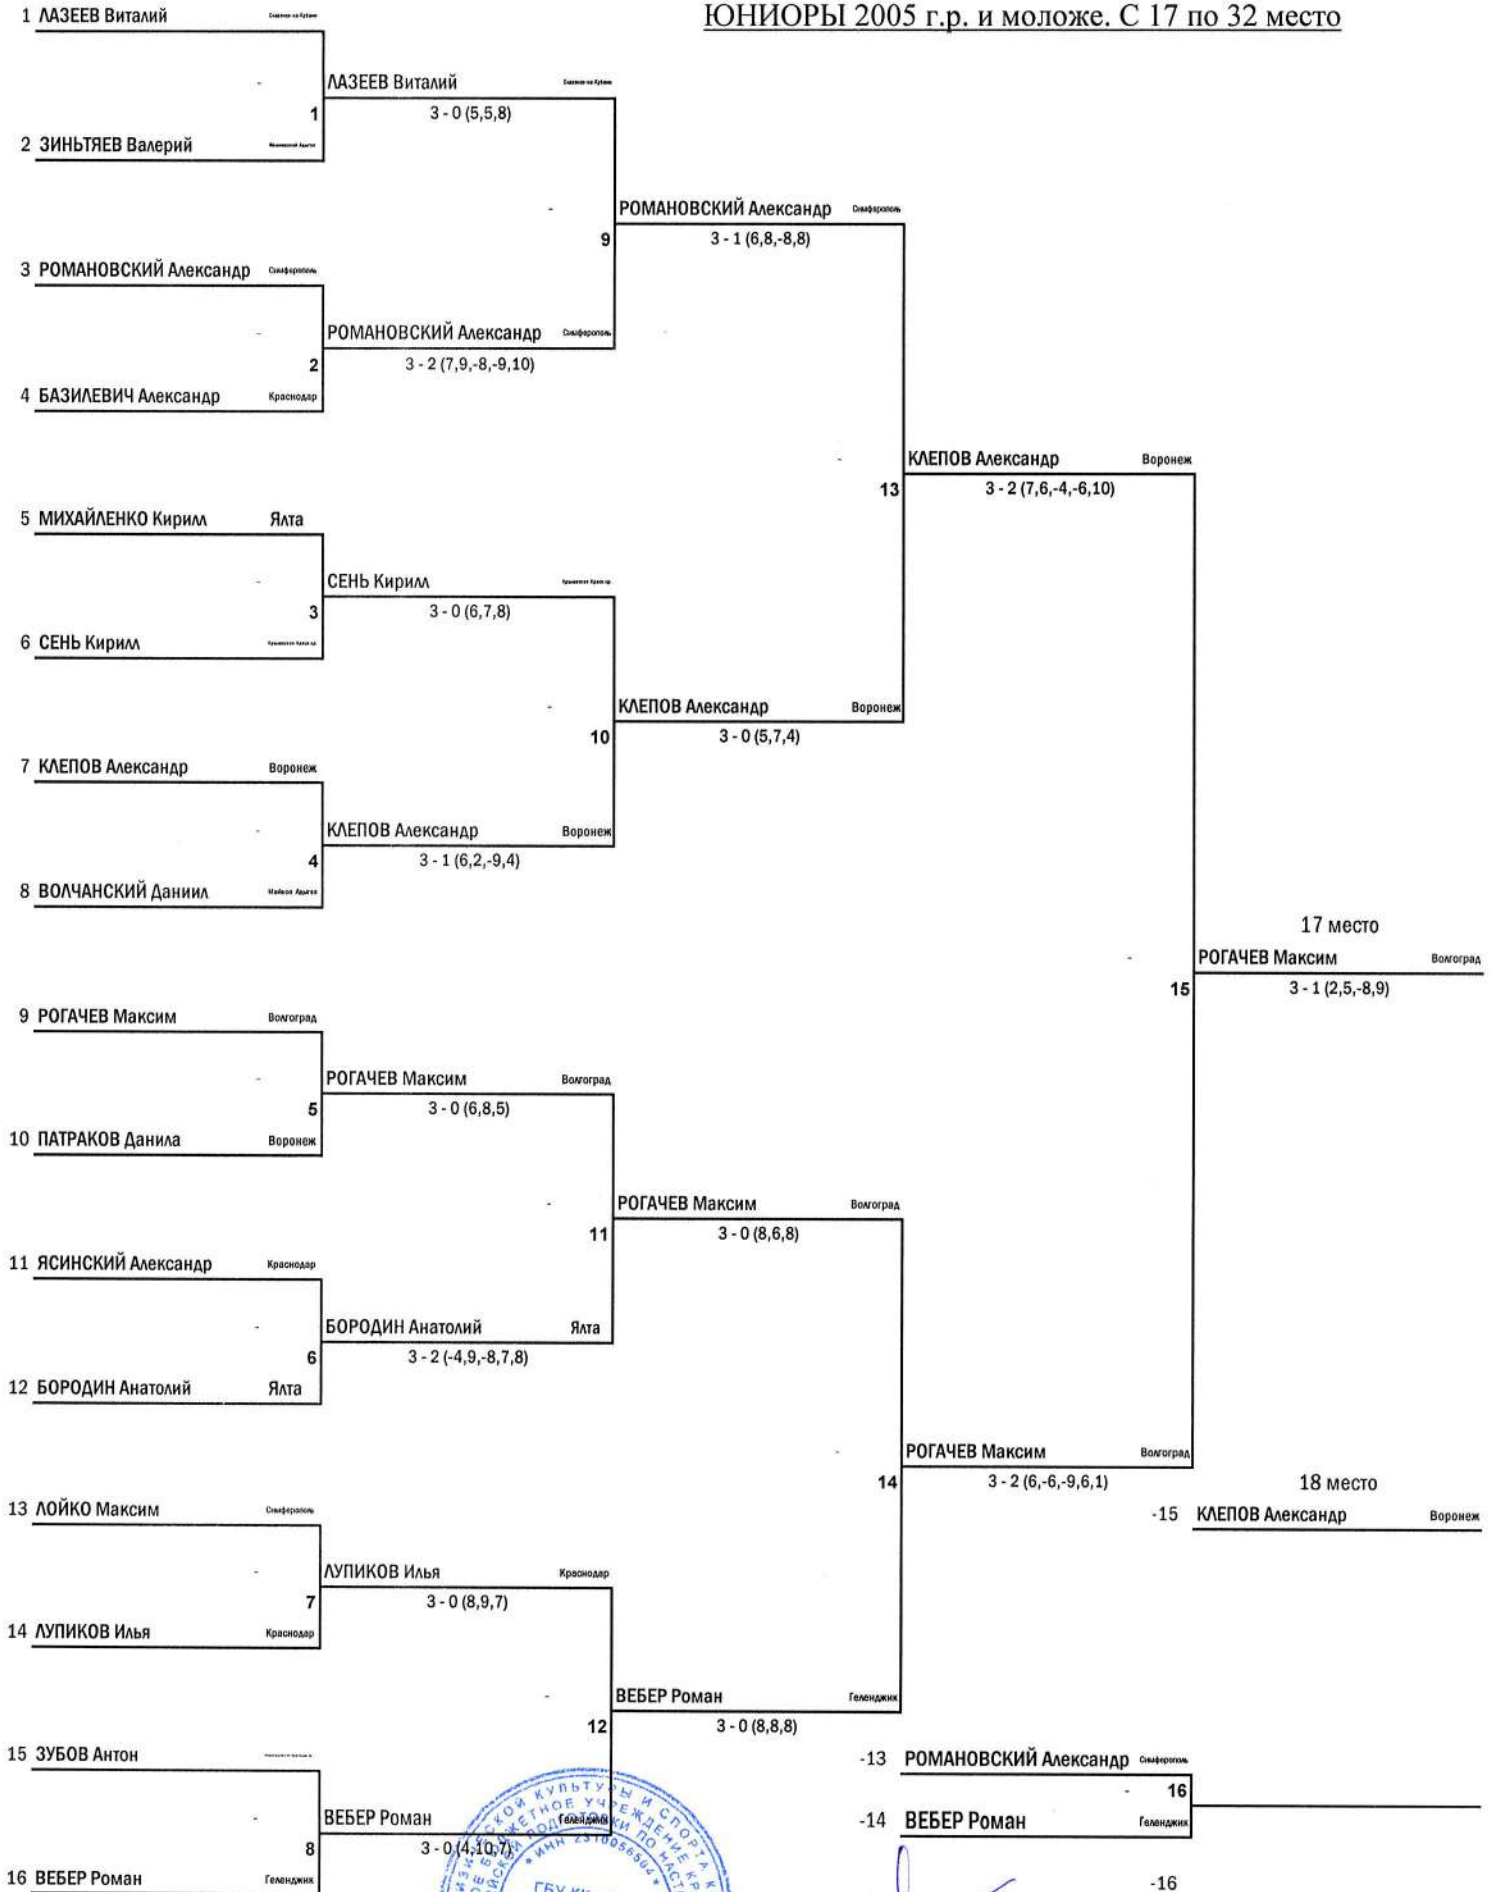 ЮНИОРЫ 2005 г.р. и моложе. С 17 по 32 место
1 ЛАЗЕЕВ Виталий
ЛАЗЕЕВ Виталий
1 3 - 0 (5,5,8)
2 ЗИНЬТЯЕВ Валерий
РОМАНОВСКИЙ Александр Симферополь
9 3 - 1 (6,8,-8,8)
3 РОМАНОВСКИЙ Александр Симферополь
РОМАНОВСКИЙ Александр Симферополь
2 3 - 2 (7,9,-8,-9,10)
4 БАЗИЛЕВИЧ Александр Краснодар
КЛЕПОВ Александр Воронеж
13 3 - 2 (7,6,-4,-6,10)
5 МИХАЙЛЕНКО Кирилл Ялта
СЕНЬ Кирилл
3 3 - 0 (6,7,8)
6 СЕНЬ Кирилл
КЛЕПОВ Александр Воронеж
10 3 - 0 (5,7,4)
7 КЛЕПОВ Александр Воронеж
КЛЕПОВ Александр Воронеж
4 3 - 1 (6,2,-9,4)
8 ВОЛЧАНСКИЙ Даниил
17 место
РОГАЧЕВ Максим Волгоград
15 3 - 1 (2,5,-8,9)
9 РОГАЧЕВ Максим Волгоград
РОГАЧЕВ Максим Волгоград
5 3 - 0 (6,8,5)
10 ПАТРАКОВ Данила Воронеж
РОГАЧЕВ Максим Волгоград
11 3 - 0 (8,6,8)
11 ЯСИНСКИЙ Александр Краснодар
БОРОДИН Анатолий Ялта
6 3 - 2 (-4,9,-8,7,8)
12 БОРОДИН Анатолий Ялта
РОГАЧЕВ Максим Волгоград
14 3 - 2 (6,-6,-9,6,1)
18 место
13 ЛОЙКО Максим Симферополь
-15 КЛЕПОВ Александр Воронеж
ЛУПИКОВ Илья Краснодар
7 3 - 0 (8,9,7)
14 ЛУПИКОВ Илья Краснодар
ВЕБЕР Роман Геленджик
12 3 - 0 (8,8,8)
15 ЗУБОВ Антон
-13 РОМАНОВСКИЙ Александр Симферополь
16
ВЕБЕР Роман Геленджик
-14 ВЕБЕР Роман Геленджик
8 3 - 0 (4,10,7)
16 ВЕБЕР Роман Геленджик
-16
КУЛЬТУРЫ И СПОРТА
УЧРЕЖДЕНИЕ
ИНН 2310056504
ГБУ